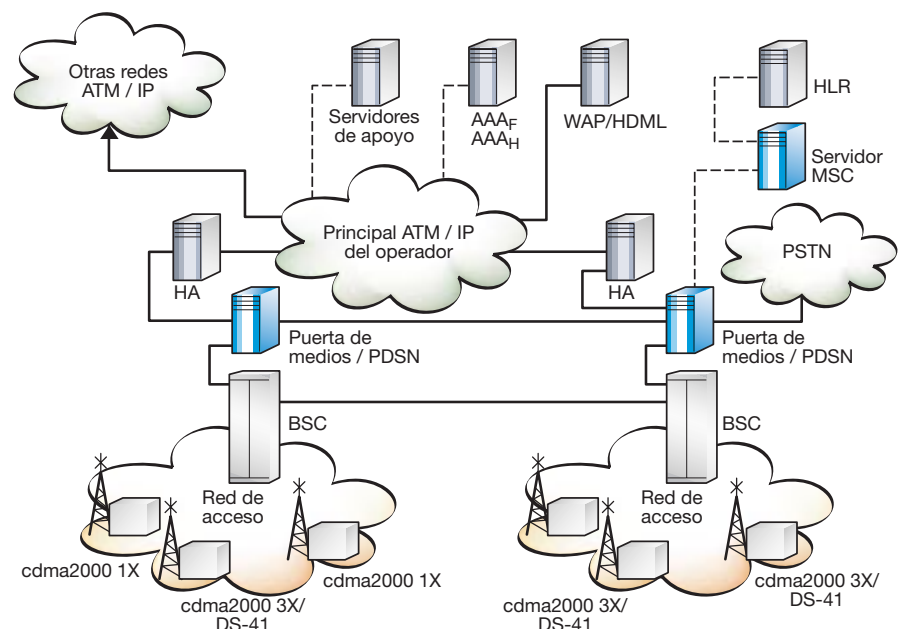 Otras redes
ATM / IP
Servidores
de apoyo
AAAF
AAAH
WAP/HDML
HLR
Servidor
MSC
Principal ATM / IP
del operador
PSTN
HA
HA
Puerta de
medios / PDSN
Puerta de
medios / PDSN
BSC
BSC
Red de
acceso
Red de
acceso
cdma2000 1X
cdma2000 3X/
DS-41
cdma2000 1X
cdma2000 3X/
DS-41
cdma2000 3X/
DS-41